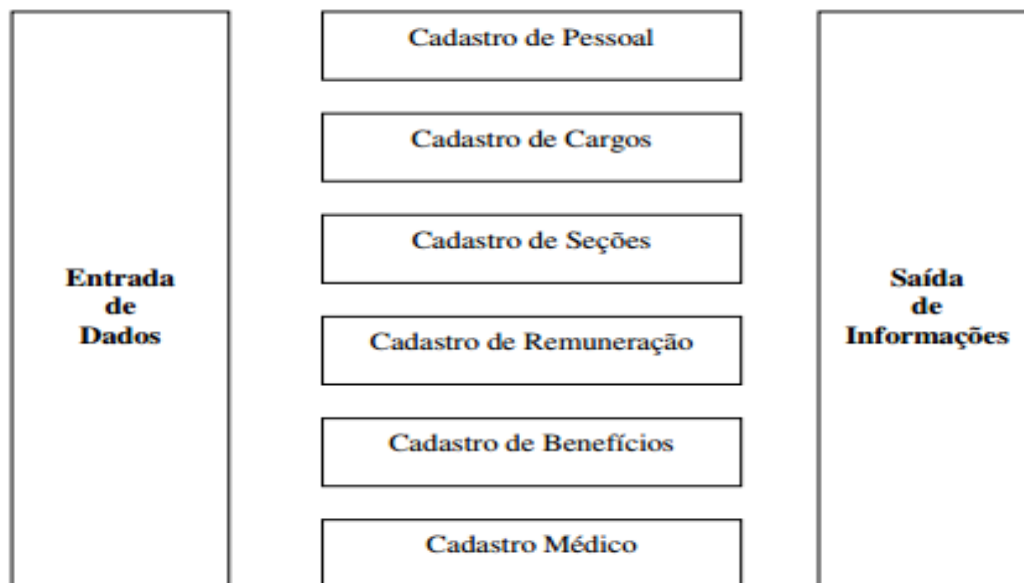 Entrada
de
Dados
Cadastro de Pessoal
Cadastro de Cargos
Cadastro de Seções
Cadastro de Remuneração
Cadastro de Benefícios
Cadastro Médico
Saída
de
Informações